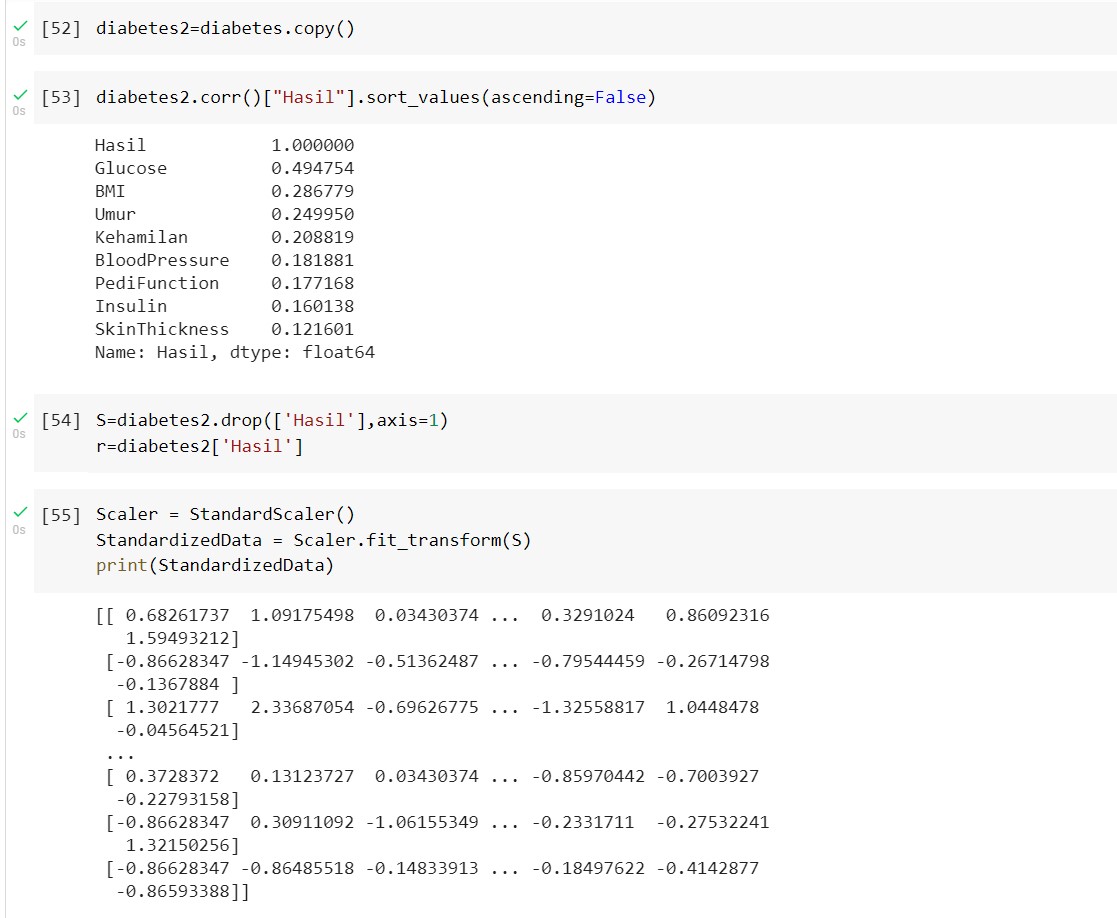 [52] diabetes2=diabetes.copy()
0s
[53] diabetes2.corr()["Hasil"].sort_values(ascending=False)
0s
Hasil            1.000000
Glucose          0.494754
BMI              0.286779
Umur             0.249950
Kehamilan        0.208819
BloodPressure    0.181881
PediFunction     0.177168
Insulin          0.160138
SkinThickness    0.121601
Name: Hasil, dtype: float64
[54] S=diabetes2.drop(['Hasil'],axis=1)
0s
r=diabetes2['Hasil']
[55] Scaler = StandardScaler()
0s
StandardizedData = Scaler.fit_transform(S)
print(StandardizedData)
[[ 0.68261737  1.09175498  0.03430374 ...  0.3291024   0.86092316
   1.59493212]
 [-0.86628347 -1.14945302 -0.51362487 ... -0.79544459 -0.26714798
  -0.1367884 ]
 [ 1.3021777   2.33687054 -0.69626775 ... -1.32558817  1.0448478
  -0.04564521]
 ...
 [ 0.3728372   0.13123727  0.03430374 ... -0.85970442 -0.7003927
  -0.22793158]
 [-0.86628347  0.30911092 -1.06155349 ... -0.2331711  -0.27532241
   1.32150256]
 [-0.86628347 -0.86485518 -0.14833913 ... -0.18497622 -0.4142877
  -0.86593388]]